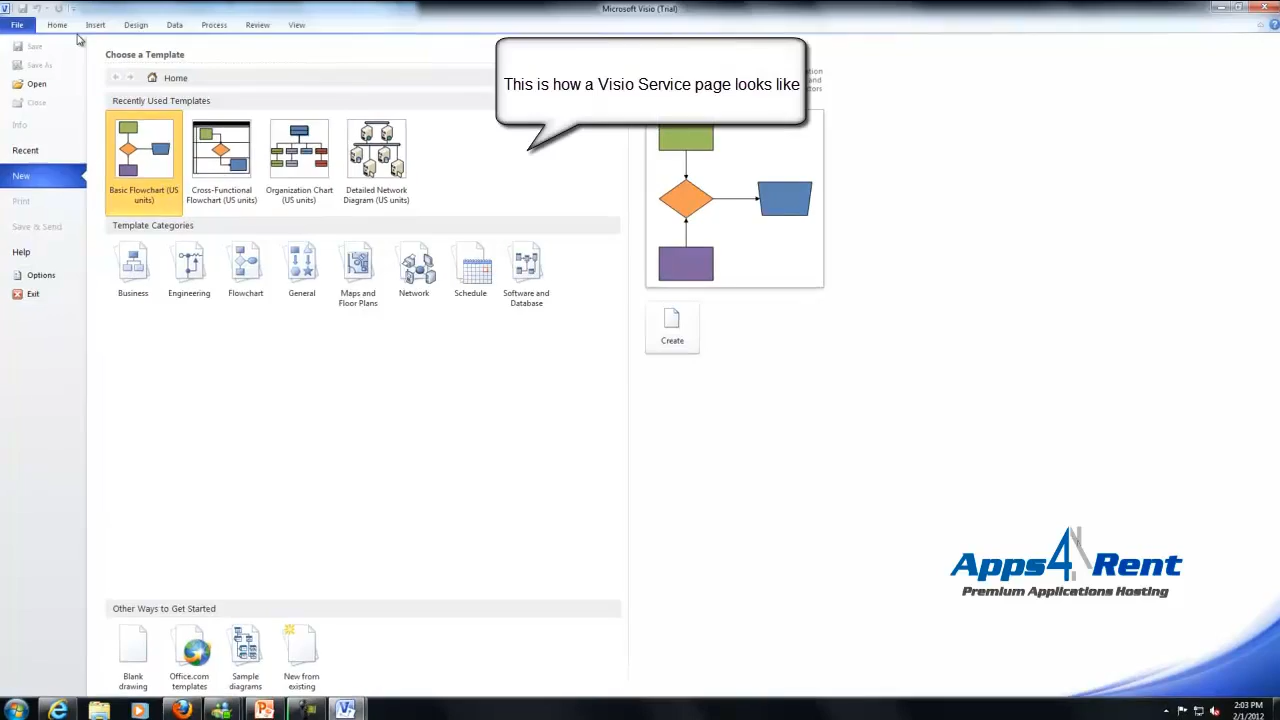 Microsoft Visio (Trial)
File Home Insert Design Data Process Review View
Save
Save As
Open
Close
Info
Recent
New
Print
Save & Send
Help
Options
Exit
Choose a Template
Home
Recently Used Templates
Basic Flowchart (US
units)
Cross-Functional
Flowchart (US units)
Organization Chart
(US units)
Detailed Network
Diagram (US units)
Template Categories
Business
Engineering
Flowchart
General
Maps and
Floor Plans
Network
Schedule
Software and
Database
Other Ways to Get Started
Blank
drawing
Office.com
templates
Sample
diagrams
New from
existing
This is how a Visio Service page looks like
and
Create
Apps4Rent
Premium Applications Hosting
2:03 PM
2/1/2012